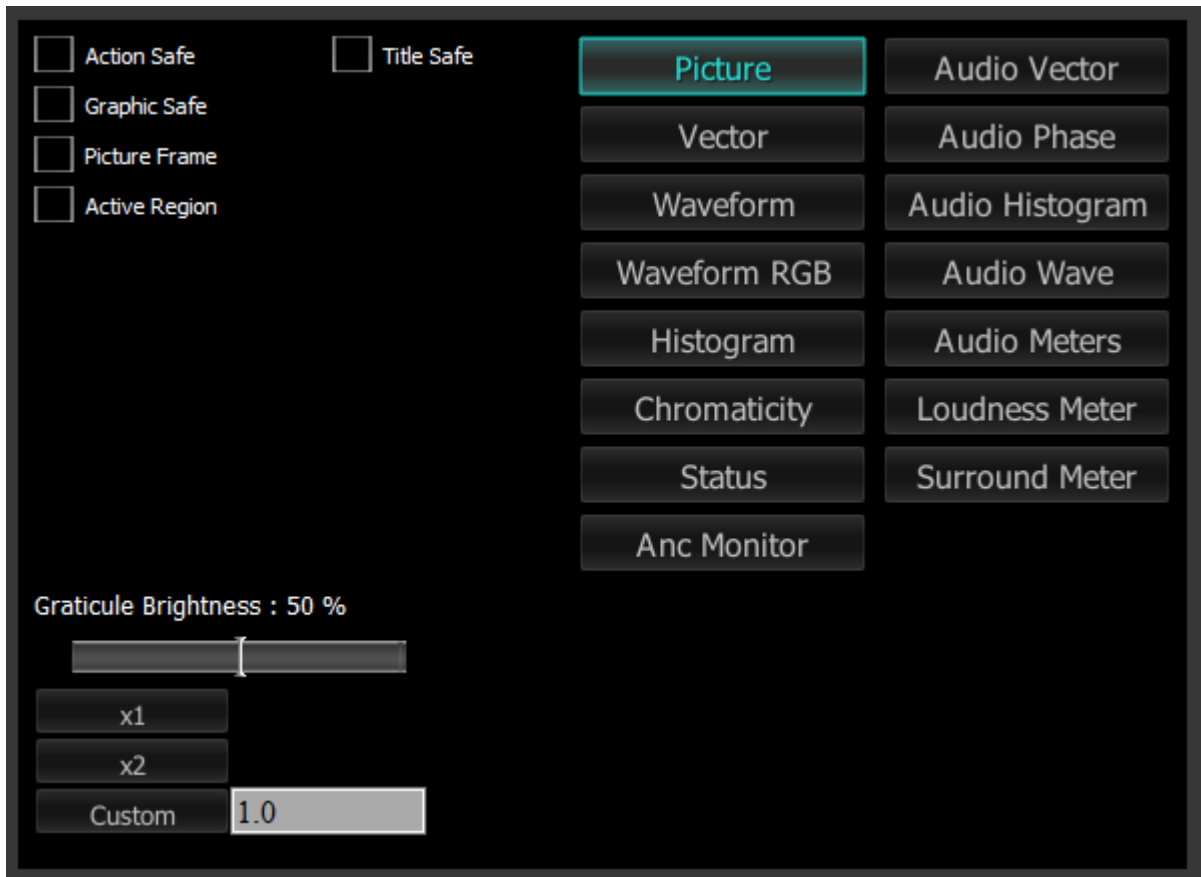 Action Safe
Title Safe
Graphic Safe
Picture Frame
Active Region
Graticule Brightness : 50 %
x1
x2
Custom
1.0
Picture
Vector
Waveform
Waveform RGB
Histogram
Chromaticity
Status
Anc Monitor
Audio Vector
Audio Phase
Audio Histogram
Audio Wave
Audio Meters
Loudness Meter
Surround Meter